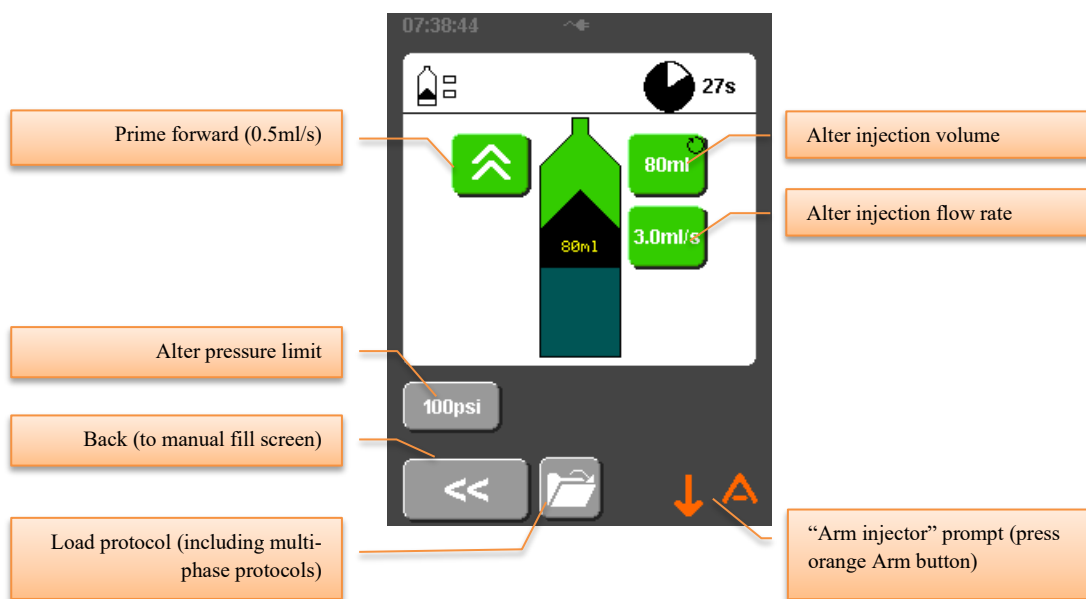 07:38:44
27s
Prime forward (0.5ml/s)
80ml
Alter injection volume
3.0ml/s
Alter injection flow rate
80ml
Alter pressure limit
100psi
Back (to manual fill screen)
<<
Load protocol (including multi-
phase protocols)
“Arm injector” prompt (press
orange Arm button)